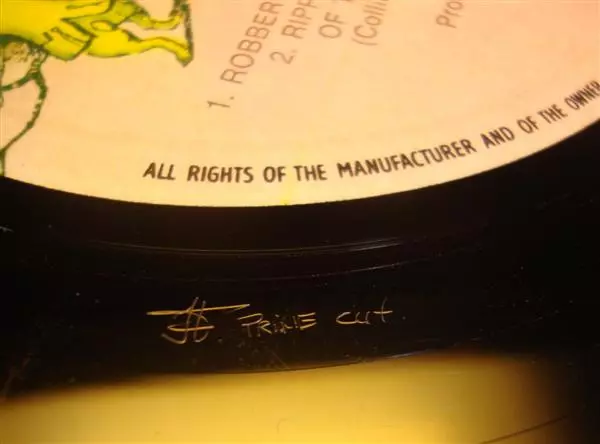 1. ROBBER
2. RIPP
OF
(Colli
Pro
ALL RIGHTS OF THE MANUFACTURER AND OF THE OWNER
PRIME CUT.